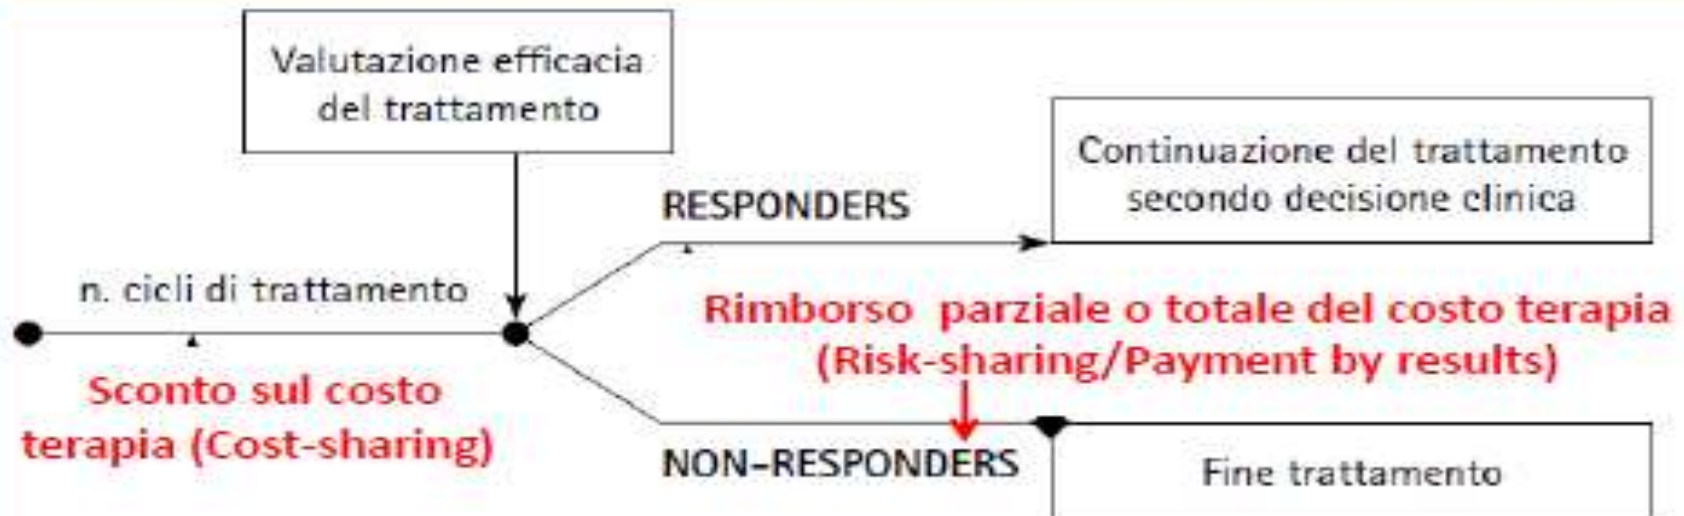 Valutazione efficacia
del trattamento
Continuazione del trattamento
secondo decisione clinica
RESPONDERS
n. cicli di trattamento
Rimborso parziale o totale del costo terapia
(Risk-sharing/Payment by results)
Sconto sul costo
terapia (Cost-sharing)
NON-RESPONDERS
Fine trattamento